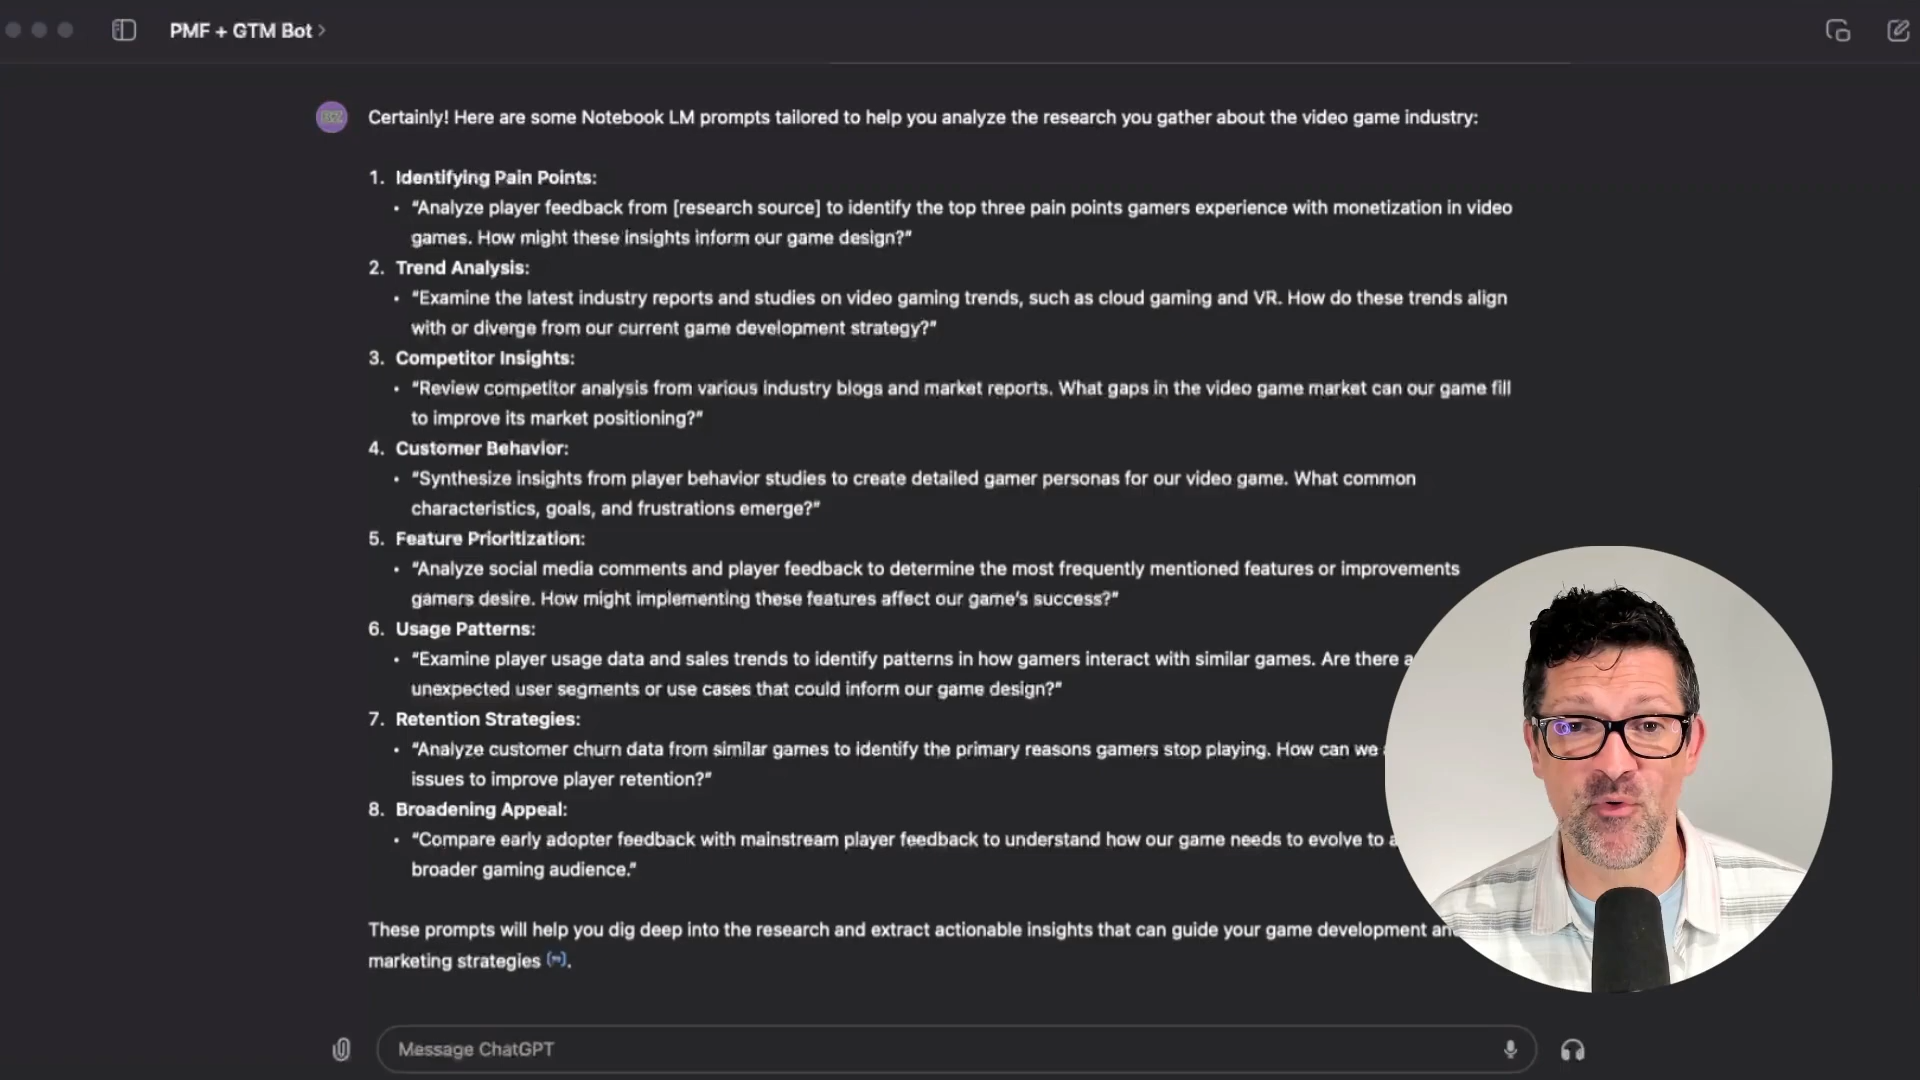 PMF + GTM Bot >
Certainly! Here are some Notebook LM prompts tailored to help you analyze the research you gather about the video game industry:
1. Identifying Pain Points:
• “Analyze player feedback from [research source] to identify the top three pain points gamers experience with monetization in video
games. How might these insights inform our game design?”
2. Trend Analysis:
• “Examine the latest industry reports and studies on video gaming trends, such as cloud gaming and VR. How do these trends align
with or diverge from our current game development strategy?”
3. Competitor Insights:
• “Review competitor analysis from various industry blogs and market reports. What gaps in the video game market can our game fill
to improve its market positioning?”
4. Customer Behavior:
• “Synthesize insights from player behavior studies to create detailed gamer personas for our video game. What common
characteristics, goals, and frustrations emerge?”
5. Feature Prioritization:
• “Analyze social media comments and player feedback to determine the most frequently mentioned features or improvements
gamers desire. How might implementing these features affect our game’s success?”
6. Usage Patterns:
• “Examine player usage data and sales trends to identify patterns in how gamers interact with similar games. Are there
unexpected user segments or use cases that could inform our game design?”
7. Retention Strategies:
• “Analyze customer churn data from similar games to identify the primary reasons gamers stop playing. How can we
issues to improve player retention?”
8. Broadening Appeal:
• “Compare early adopter feedback with mainstream player feedback to understand how our game needs to evolve to
broader gaming audience.”
These prompts will help you dig deep into the research and extract actionable insights that can guide your game development
marketing strategies.
Message ChatGPT